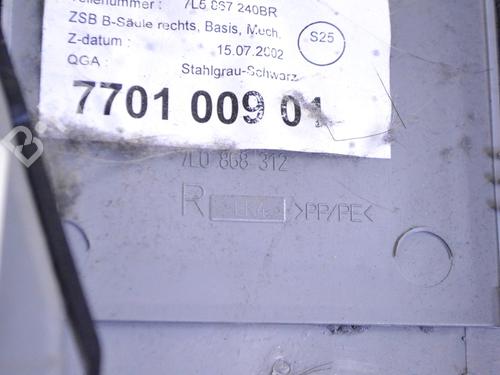 Teilenummer : 7L5 867 240BR
ZSB B-Säule rechts, Basis, Mech.
Z-datum : 15.07.2002
S25
QGA : Stahlgrau-Schwarz
7701 009 01
7L0 868 312
R >PP/PE<
B